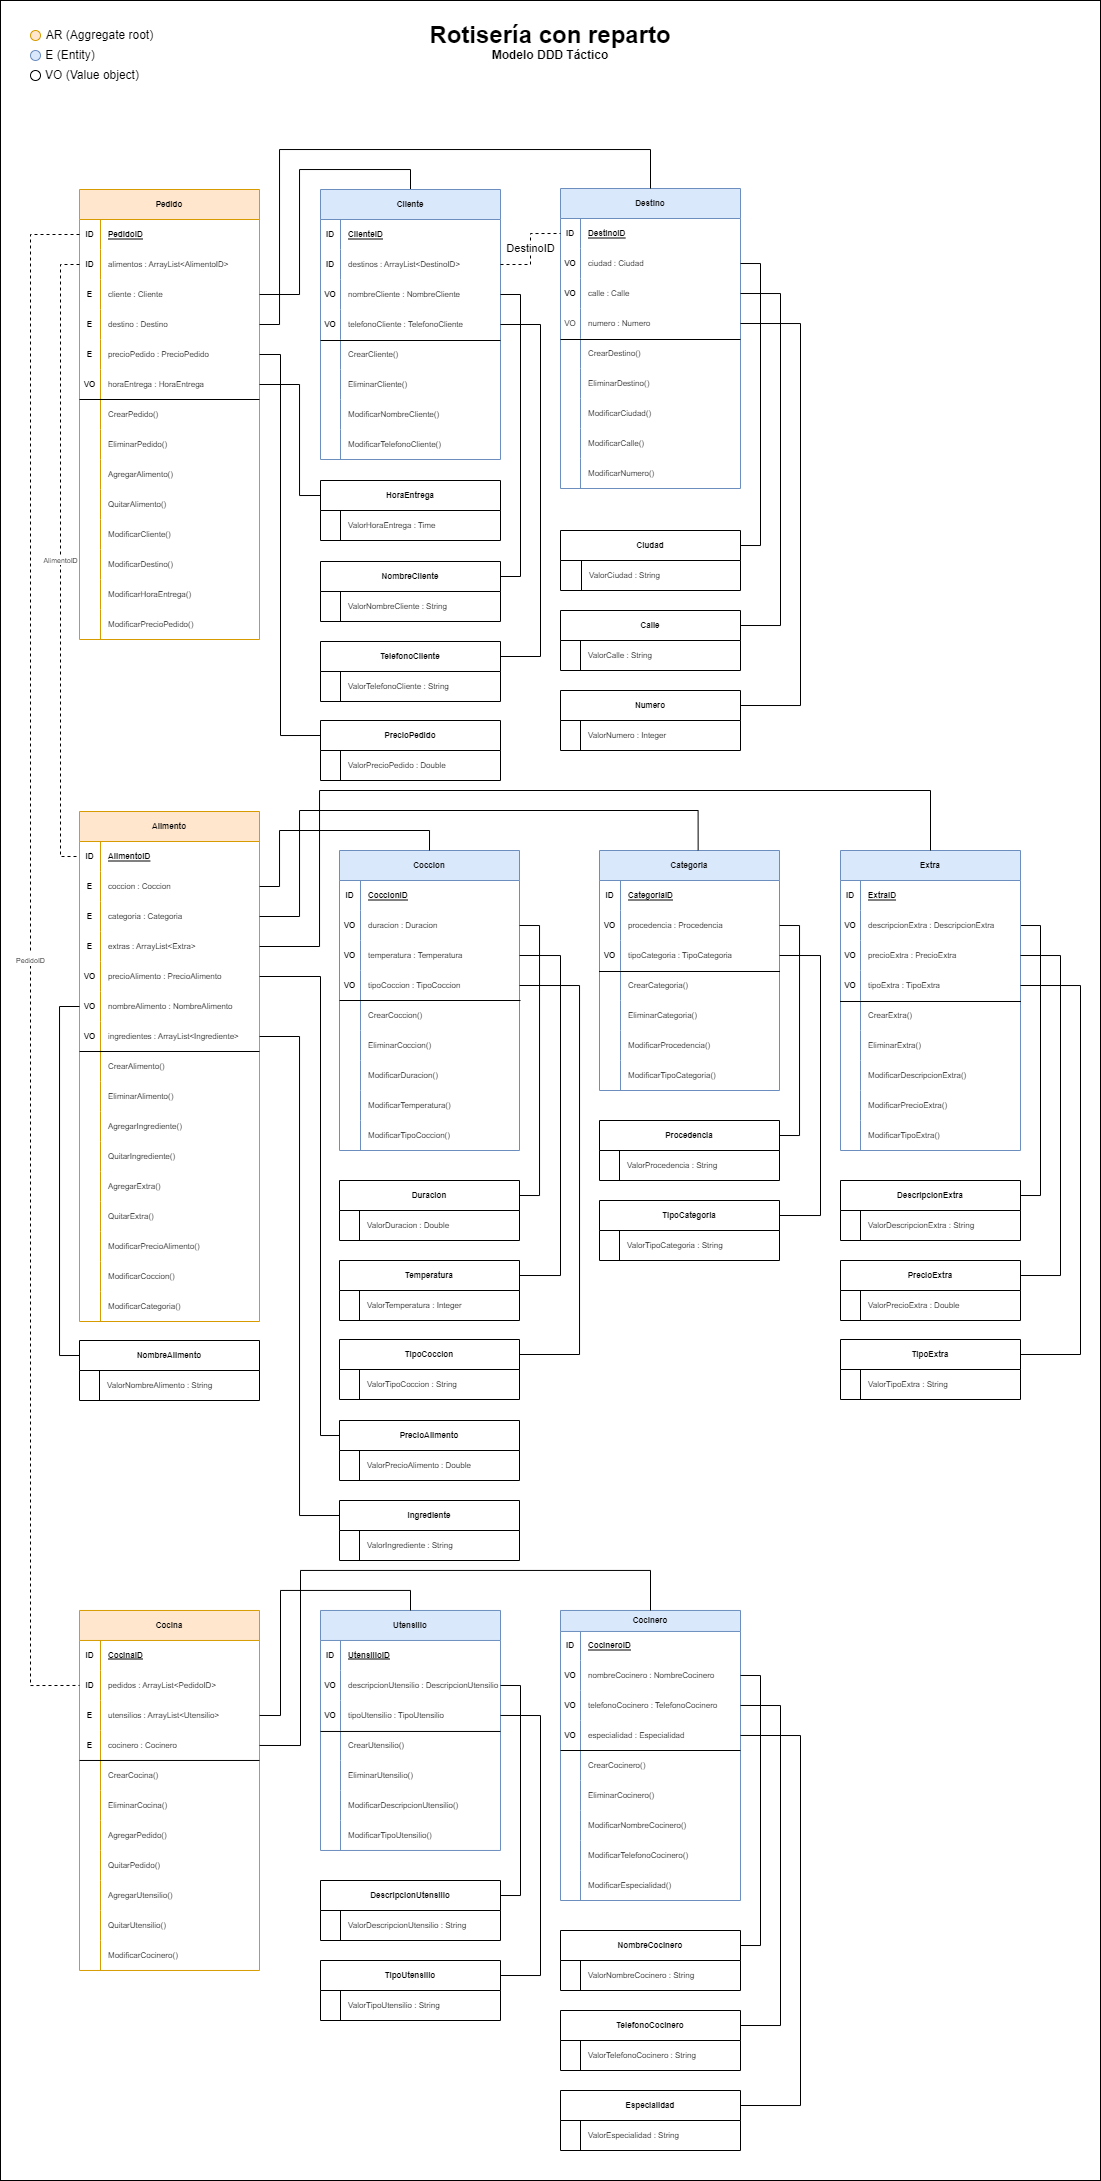 AR (Aggregate root)
E (Entity)
VO (Value object)
Rotisería con reparto
Modelo DDD Táctico
Pedido
ID PedidoID
ID alimentos : ArrayList<AlimentoID>
E cliente : Cliente
E destino : Destino
E precioPedido : PrecioPedido
VO horaEntrega : HoraEntrega
CrearPedido()
EliminarPedido()
AgregarAlimento()
QuitarAlimento()
ModificarCliente()
ModificarDestino()
ModificarHoraEntrega()
ModificarPrecioPedido()
Cliente
ID ClienteID
ID destinos : ArrayList<DestinoID>
VO nombreCliente : NombreCliente
VO telefonoCliente : TelefonoCliente
CrearCliente()
EliminarCliente()
ModificarNombreCliente()
ModificarTelefonoCliente()
DestinoID
Destino
ID DestinoID
VO ciudad : Ciudad
VO calle : Calle
VO numero : Numero
CrearDestino()
EliminarDestino()
ModificarCiudad()
ModificarCalle()
ModificarNumero()
HoraEntrega
ValorHoraEntrega : Time
NombreCliente
ValorNombreCliente : String
TelefonoCliente
ValorTelefonoCliente : String
PrecioPedido
ValorPrecioPedido : Double
Ciudad
ValorCiudad : String
Calle
ValorCalle : String
Numero
ValorNumero : Integer
AlimentoID
PedidoID
Alimento
ID AlimentoID
E coccion : Coccion
E categoria : Categoria
E extras : ArrayList<Extra>
VO precioAlimento : PrecioAlimento
VO nombreAlimento : NombreAlimento
VO ingredientes : ArrayList<Ingrediente>
CrearAlimento()
EliminarAlimento()
AgregarIngrediente()
QuitarIngrediente()
AgregarExtra()
QuitarExtra()
ModificarPrecioAlimento()
ModificarCoccion()
ModificarCategoria()
NombreAlimento
ValorNombreAlimento : String
Coccion
ID CoccionID
VO duracion : Duracion
VO temperatura : Temperatura
VO tipoCoccion : TipoCoccion
CrearCoccion()
EliminarCoccion()
ModificarDuracion()
ModificarTemperatura()
ModificarTipoCoccion()
Duracion
ValorDuracion : Double
Temperatura
ValorTemperatura : Integer
TipoCoccion
ValorTipoCoccion : String
PrecioAlimento
ValorPrecioAlimento : Double
Ingrediente
ValorIngrediente : String
Categoria
ID CategoriaID
VO procedencia : Procedencia
VO tipoCategoria : TipoCategoria
CrearCategoria()
EliminarCategoria()
ModificarProcedencia()
ModificarTipoCategoria()
Procedencia
ValorProcedencia : String
TipoCategoria
ValorTipoCategoria : String
Extra
ID ExtraID
VO descripcionExtra : DescripcionExtra
VO precioExtra : PrecioExtra
VO tipoExtra : TipoExtra
CrearExtra()
EliminarExtra()
ModificarDescripcionExtra()
ModificarPrecioExtra()
ModificarTipoExtra()
DescripcionExtra
ValorDescripcionExtra : String
PrecioExtra
ValorPrecioExtra : Double
TipoExtra
ValorTipoExtra : String
Cocina
ID CocinaID
ID pedidos : ArrayList<PedidoID>
E utensilios : ArrayList<Utensilio>
E cocinero : Cocinero
CrearCocina()
EliminarCocina()
AgregarPedido()
QuitarPedido()
AgregarUtensilio()
QuitarUtensilio()
ModificarCocinero()
Utensilio
ID UtensilioID
VO descripcionUtensilio : DescripcionUtensilio
VO tipoUtensilio : TipoUtensilio
CrearUtensilio()
EliminarUtensilio()
ModificarDescripcionUtensilio()
ModificarTipoUtensilio()
DescripcionUtensilio
ValorDescripcionUtensilio : String
TipoUtensilio
ValorTipoUtensilio : String
Cocinero
ID CocineroID
VO nombreCocinero : NombreCocinero
VO telefonoCocinero : TelefonoCocinero
VO especialidad : Especialidad
CrearCocinero()
EliminarCocinero()
ModificarNombreCocinero()
ModificarTelefonoCocinero()
ModificarEspecialidad()
NombreCocinero
ValorNombreCocinero : String
TelefonoCocinero
ValorTelefonoCocinero : String
Especialidad
ValorEspecialidad : String